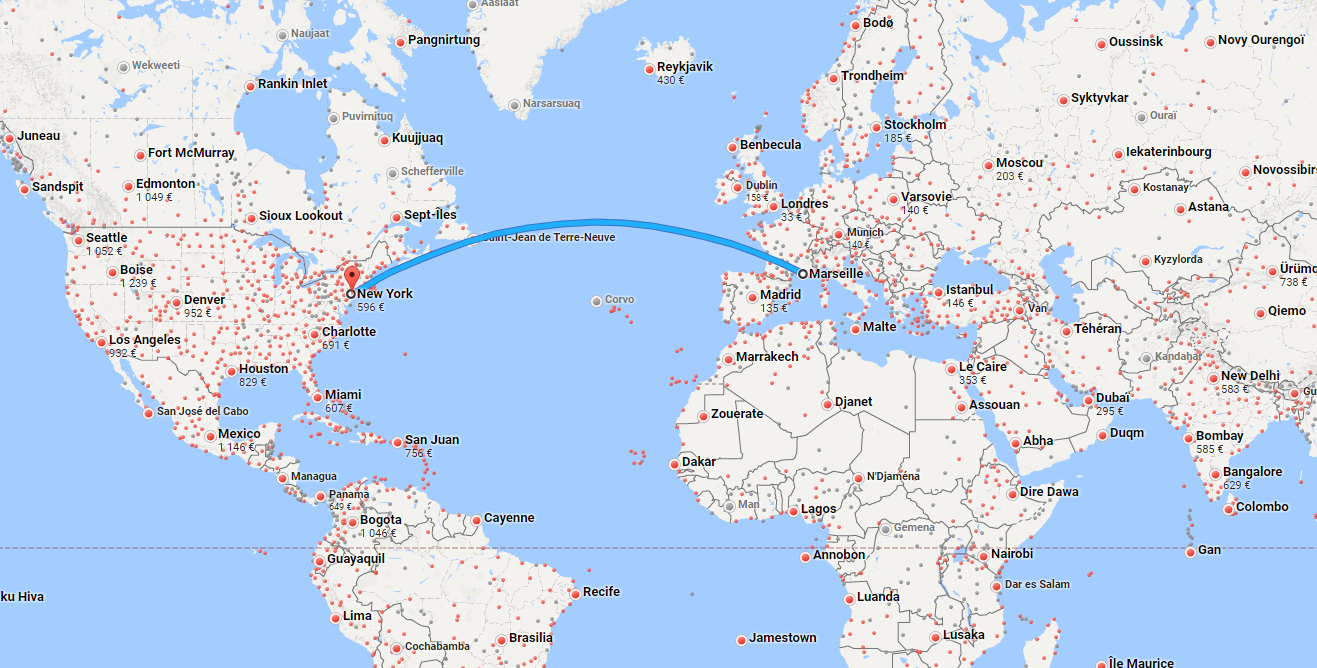 Aasiaat
Bodø
Naujaat
Pangnirtung
Oussinsk
Novy Ourengoï
Wekweeti
Reykjavik
430 €
Rankin Inlet
Trondheim
Syktyvkar
Narsarsuaq
Puvirnituq
Ouraï
Stockholm
185 €
Juneau
Kuujjuaq
Benbecula
Fort McMurray
Iekaterinbourg
Moscou
203 €
Schefferville
Novossibirs
Sandspit
Edmonton
1 049 €
Dublin
158 €
Kostanay
Varsovie
140 €
Londres
33 €
Astana
Sioux Lookout
Sept-Îles
Seattle
1 052 €
Saint-Jean de Terre-Neuve
Munich
140 €
Kyzylorda
Boise
1 239 €
Marseille
Ürümq
738 €
New York
596 €
Madrid
135 €
Istanbul
146 €
Denver
952 €
Corvo
Van
Qiemo
Charlotte
691 €
Malte
Téhéran
Los Angeles
932 €
Marrakech
Kandahar
Houston
829 €
Le Caire
353 €
New Delhi
583 €
Gu
Miami
607 €
Dubaï
295 €
San José del Cabo
Zouerate
Djanet
Assouan
Mexico
1 146 €
San Juan
756 €
Abha
Duqm
Bombay
585 €
Dakar
Managua
N'Djaména
Bangalore
629 €
Panama
649 €
Dire Dawa
Man
Colombo
Bogota
1 046 €
Cayenne
Lagos
Gemena
Guayaquil
Annobon
Nairobi
Gan
Dar es Salam
Recife
ku Hiva
Luanda
Lima
Brasilia
Jamestown
Lusaka
Cochabamba
Île Maurice